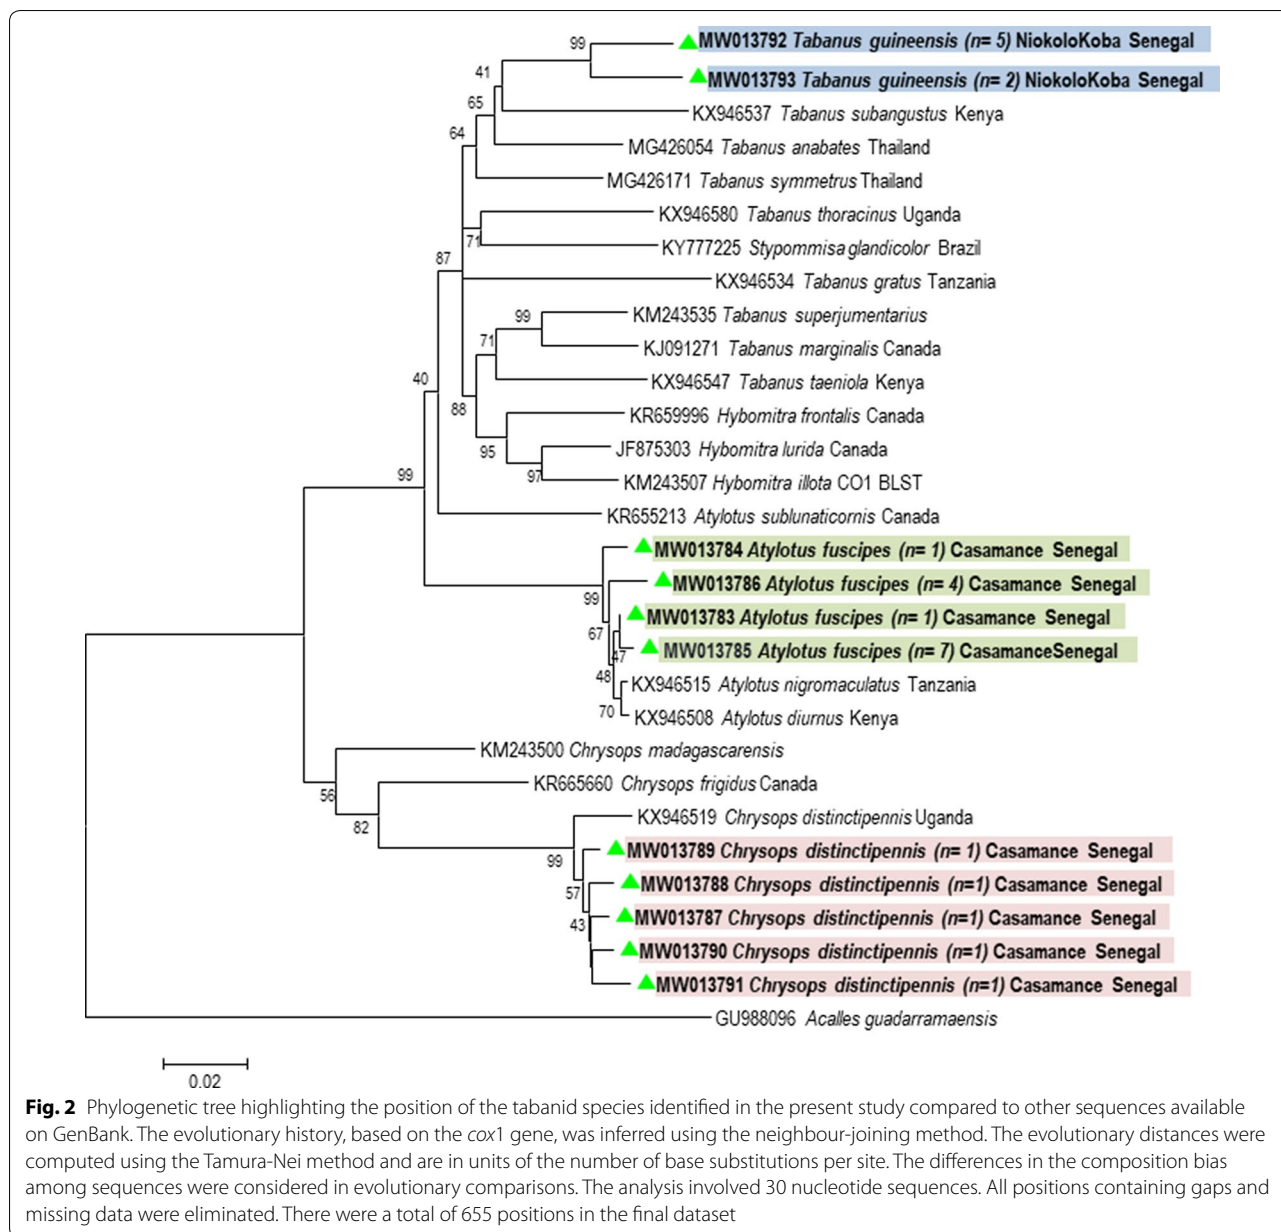 99
MW013792 Tabanus guineensis (n= 5) NiokoloKoba Senegal
MW013793 Tabanus guineensis (n= 2) NiokoloKoba Senegal
41
KX946537 Tabanus subangustus Kenya
65
MG426054 Tabanus anabates Thailand
64
MG426171 Tabanus symmetrus Thailand
KX946580 Tabanus thoracinus Uganda
71
KY777225 Stypommisa glandicolor Brazil
87
KX946534 Tabanus gratus Tanzania
99
KM243535 Tabanus superjumentarius
71
KJ091271 Tabanus marginalis Canada
40
KX946547 Tabanus taeniola Kenya
88
KR659996 Hybomitra frontalis Canada
95
JF875303 Hybomitra lurida Canada
97
KM243507 Hybomitra illota CO1 BLST
99
KR655213 Atylotus sublunaticornis Canada
MW013784 Atylotus fuscipes (n= 1) Casamance Senegal
MW013786 Atylotus fuscipes (n= 4) Casamance Senegal
99
MW013783 Atylotus fuscipes (n= 1) Casamance Senegal
67
MW013785 Atylotus fuscipes (n= 7) CasamanceSenegal
47
48
KX946515 Atylotus nigromaculatus Tanzania
70
KX946508 Atylotus diurnus Kenya
KM243500 Chrysops madagascarensis
56
KR665660 Chrysops frigidus Canada
82
KX946519 Chrysops distinctipennis Uganda
99
MW013789 Chrysops distinctipennis (n= 1) Casamance Senegal
57
MW013788 Chrysops distinctipennis (n=1) Casamance Senegal
43
MW013787 Chrysops distinctipennis (n=1) Casamance Senegal
MW013790 Chrysops distinctipennis (n=1) Casamance Senegal
MW013791 Chrysops distinctipennis (n=1) Casamance Senegal
GU988096 Acalles guadarramaensis
0.02
Fig. 2 Phylogenetic tree highlighting the position of the tabanid species identified in the present study compared to other sequences available
on GenBank. The evolutionary history, based on the cox1 gene, was inferred using the neighbour-joining method. The evolutionary distances were
computed using the Tamura-Nei method and are in units of the number of base substitutions per site. The differences in the composition bias
among sequences were considered in evolutionary comparisons. The analysis involved 30 nucleotide sequences. All positions containing gaps and
missing data were eliminated. There were a total of 655 positions in the final dataset